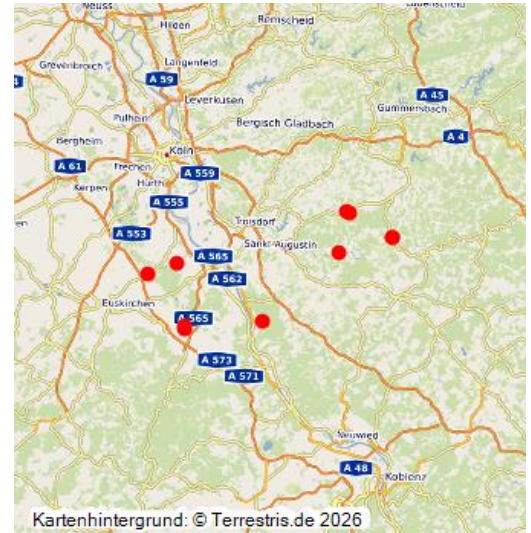 Neuss
Hilden
Remscheid
Lüdenscheid
Grevenbroich
A 59
Langenfeld
A 45
Leverkusen
Gummersbach
Pulheim
Bergisch Gladbach
A 4
Bergheim
Köln
A 61
Frechen
A 559
Kerpen
Hürth
A 555
Troisdorf
A 553
Sankt Augustin
A 565
A 562
Euskirchen
A 565
A 573
A 571
Neuwied
A 48
Koblenz
Kartenhintergrund: © Terrestris.de 2026